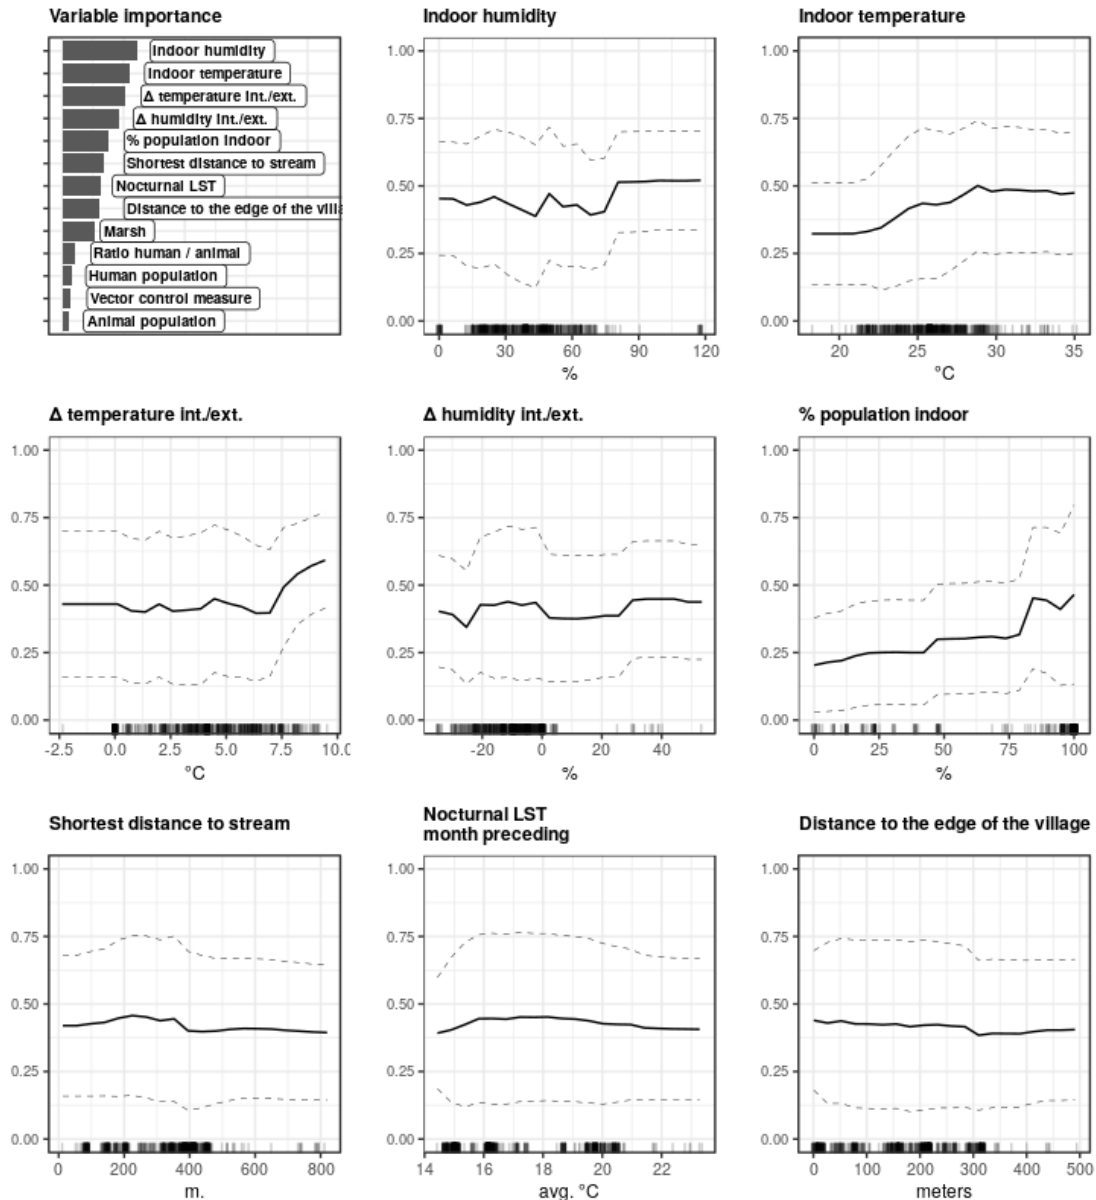 Variable importance
Indoor humidity
Indoor temperature
Δ temperature int./ext.
Δ humidity int./ext.
% population indoor
Shortest distance to stream
Nocturnal LST
Distance to the edge of the villa
Marsh
Ratio human / animal
Human population
Vector control measure
Animal population
Indoor humidity
1.00
0.75
0.50
0.25
0.00
0 30 60 90 120
%
Indoor temperature
1.00
0.75
0.50
0.25
0.00
20 25 30 35
°C
Δ temperature int./ext.
1.00
0.75
0.50
0.25
0.00
-2.5 0.0 2.5 5.0 7.5 10.0
°C
Δ humidity int./ext.
1.00
0.75
0.50
0.25
0.00
-20 0 20 40
%
% population indoor
1.00
0.75
0.50
0.25
0.00
0 25 50 75 100
%
Shortest distance to stream
1.00
0.75
0.50
0.25
0.00
0 200 400 600 800
m.
Nocturnal LST
month preceding
1.00
0.75
0.50
0.25
0.00
14 16 18 20 22
avg. °C
Distance to the edge of the village
1.00
0.75
0.50
0.25
0.00
0 100 200 300 400 500
meters